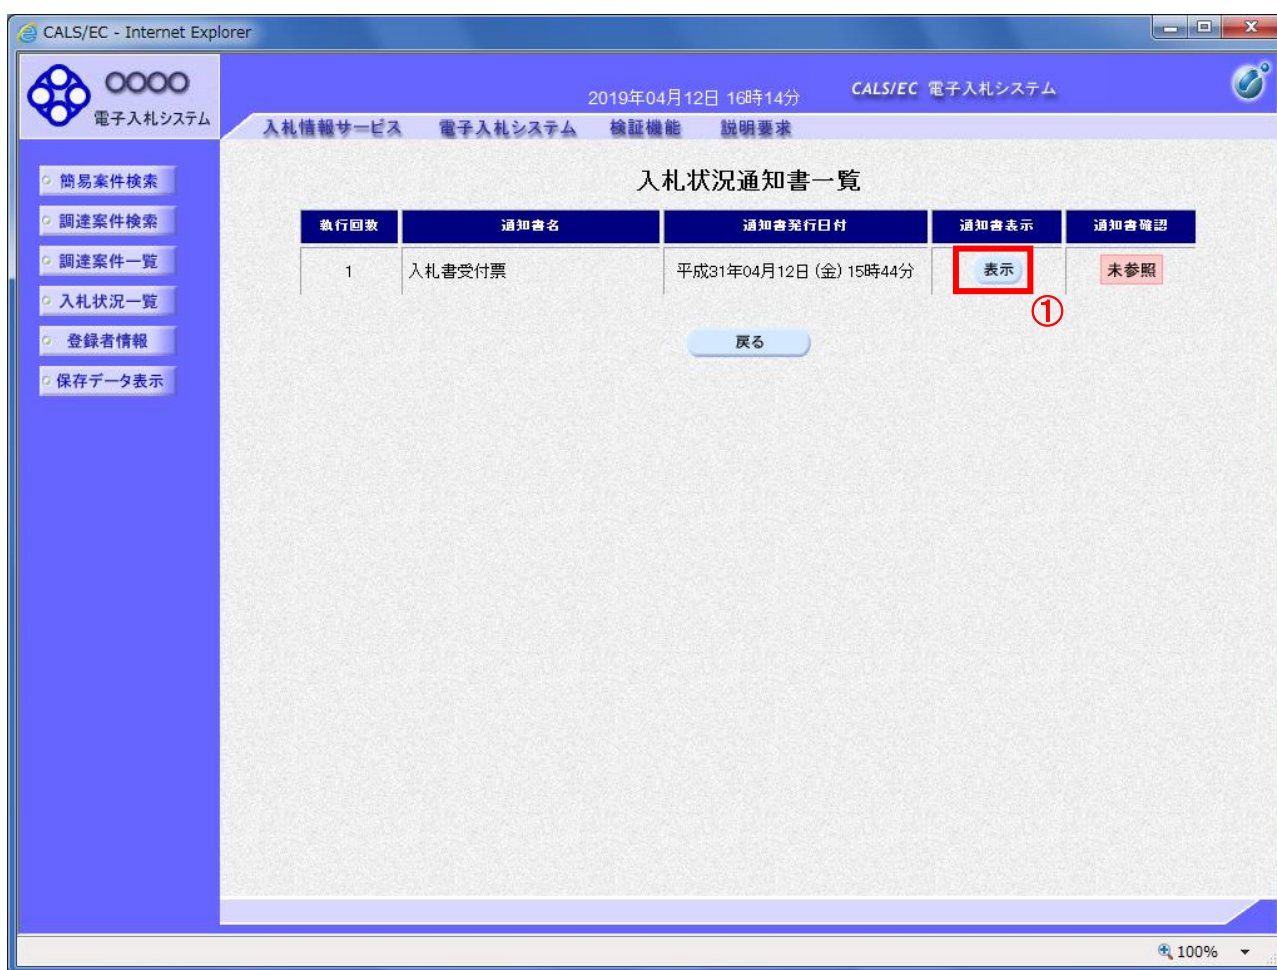 CALS/EC - Internet Explorer
〇〇〇〇
電子入札システム
2019年04月12日 16時14分
CALS/EC 電子入札システム
入札情報サービス 電子入札システム 検証機能 説明要求
簡易案件検索
調達案件検索
調達案件一覧
入札状況一覧
登録者情報
保存データ表示
入札状況通知書一覧
執行回数 通知書名 通知書発行日付 通知書表示 通知書確認
1 入札書受付票 平成31年04月12日 (金) 15時44分 表示 未参照
①
戻る
100%